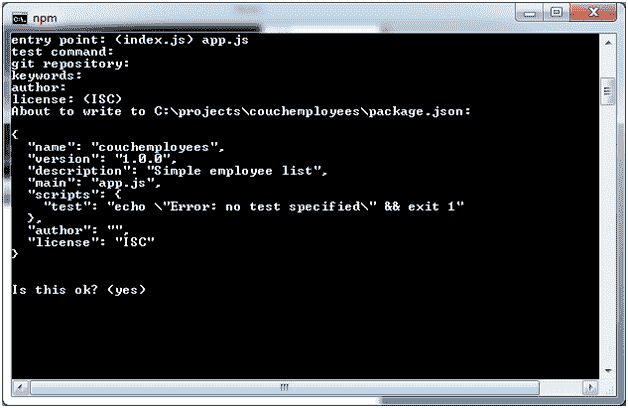 npm
entry point: (index.js) app.js
test command:
git repository:
keywords:
author:
license: (ISC)
About to write to C:\projects\couchemployees\package.json:
{
  "name": "couchemployees",
  "version": "1.0.0",
  "description": "Simple employee list",
  "main": "app.js",
  "scripts": {
    "test": "echo \"Error: no test specified\" && exit 1"
  },
  "author": "",
  "license": "ISC"
}
Is this ok? (yes)